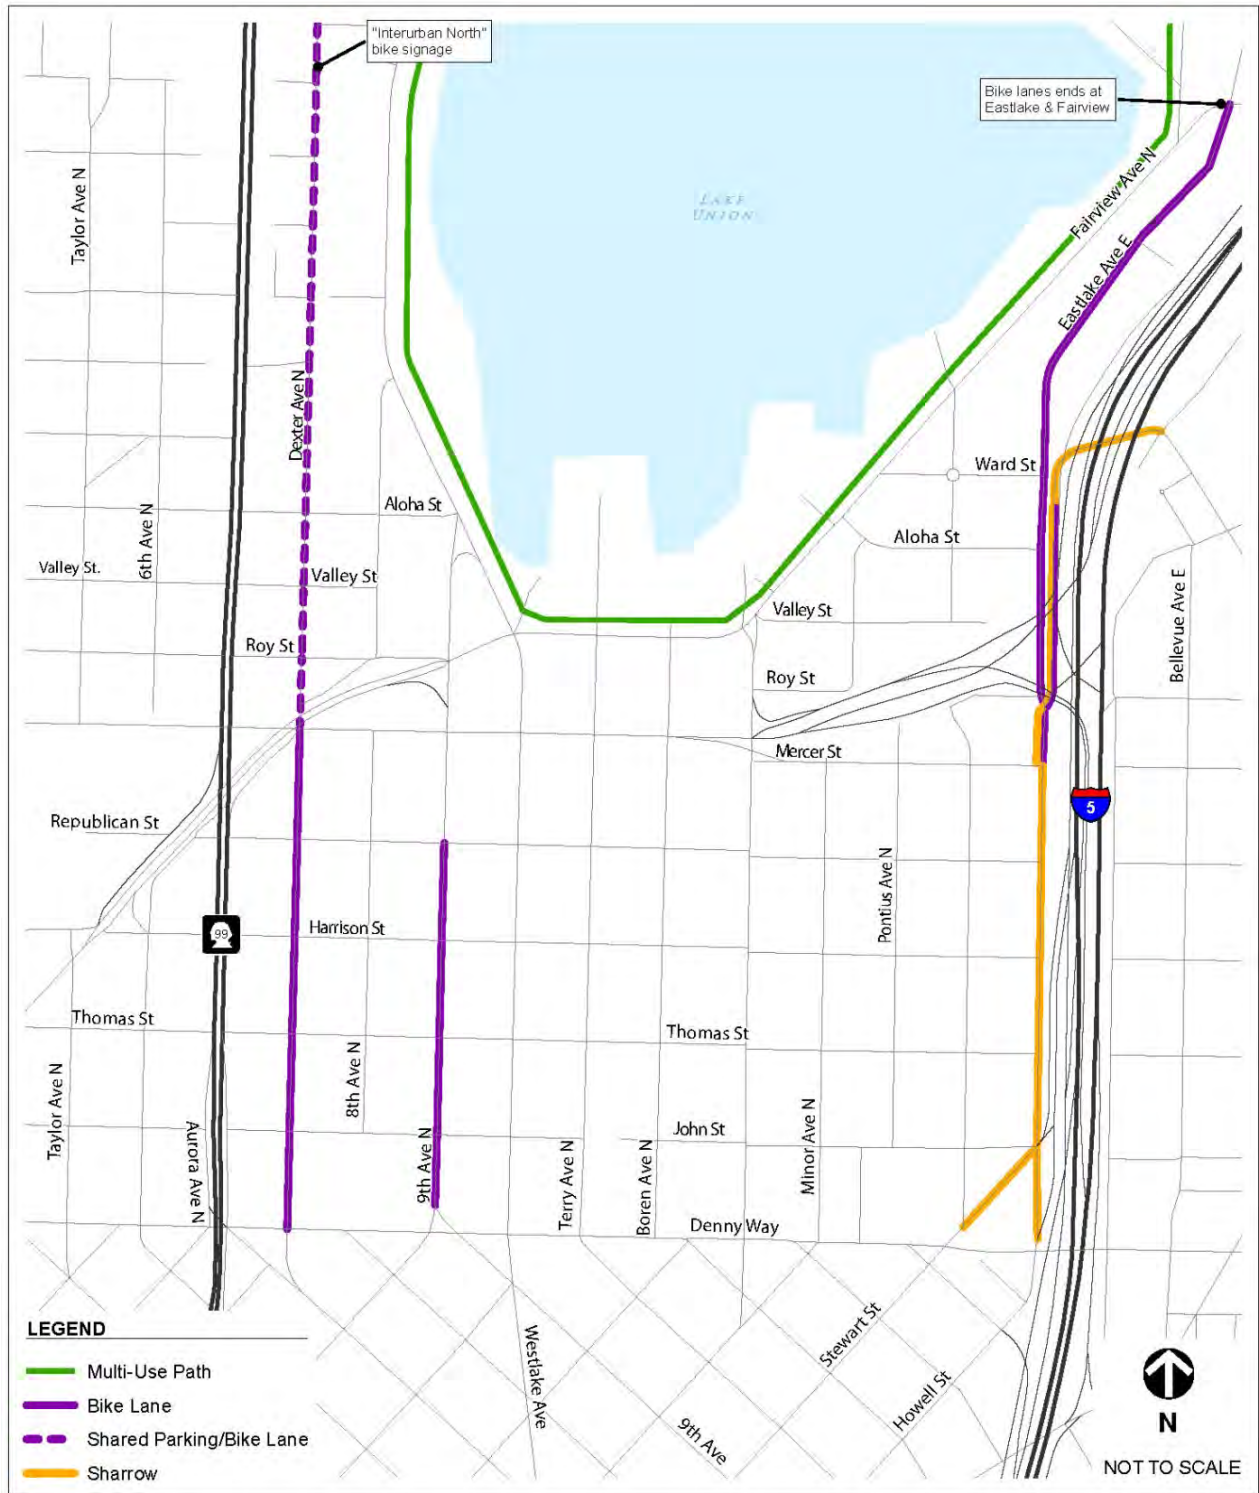 "Interurban North"
bike signage
Bike lanes ends at
Eastlake & Fairview
Taylor Ave N
LAKE
UNION
Fairview Ave N
Eastlake Ave E
Dexter Ave N
Ward St
Aloha St
6th Ave N
Aloha St
Valley St.
Valley St
Valley St
Bellevue Ave E
Roy St
Roy St
Mercer St
5
Republican St
Pontius Ave N
99
Harrison St
Thomas St
Thomas St
8th Ave N
Taylor Ave N
Aurora Ave N
9th Ave N
John St
Terry Ave N
Boren Ave N
Minor Ave N
Denny Way
Westlake Ave
Stewart St
Howell St
9th Ave
LEGEND
Multi-Use Path
Bike Lane
Shared Parking/Bike Lane
Sharrow
N
NOT TO SCALE